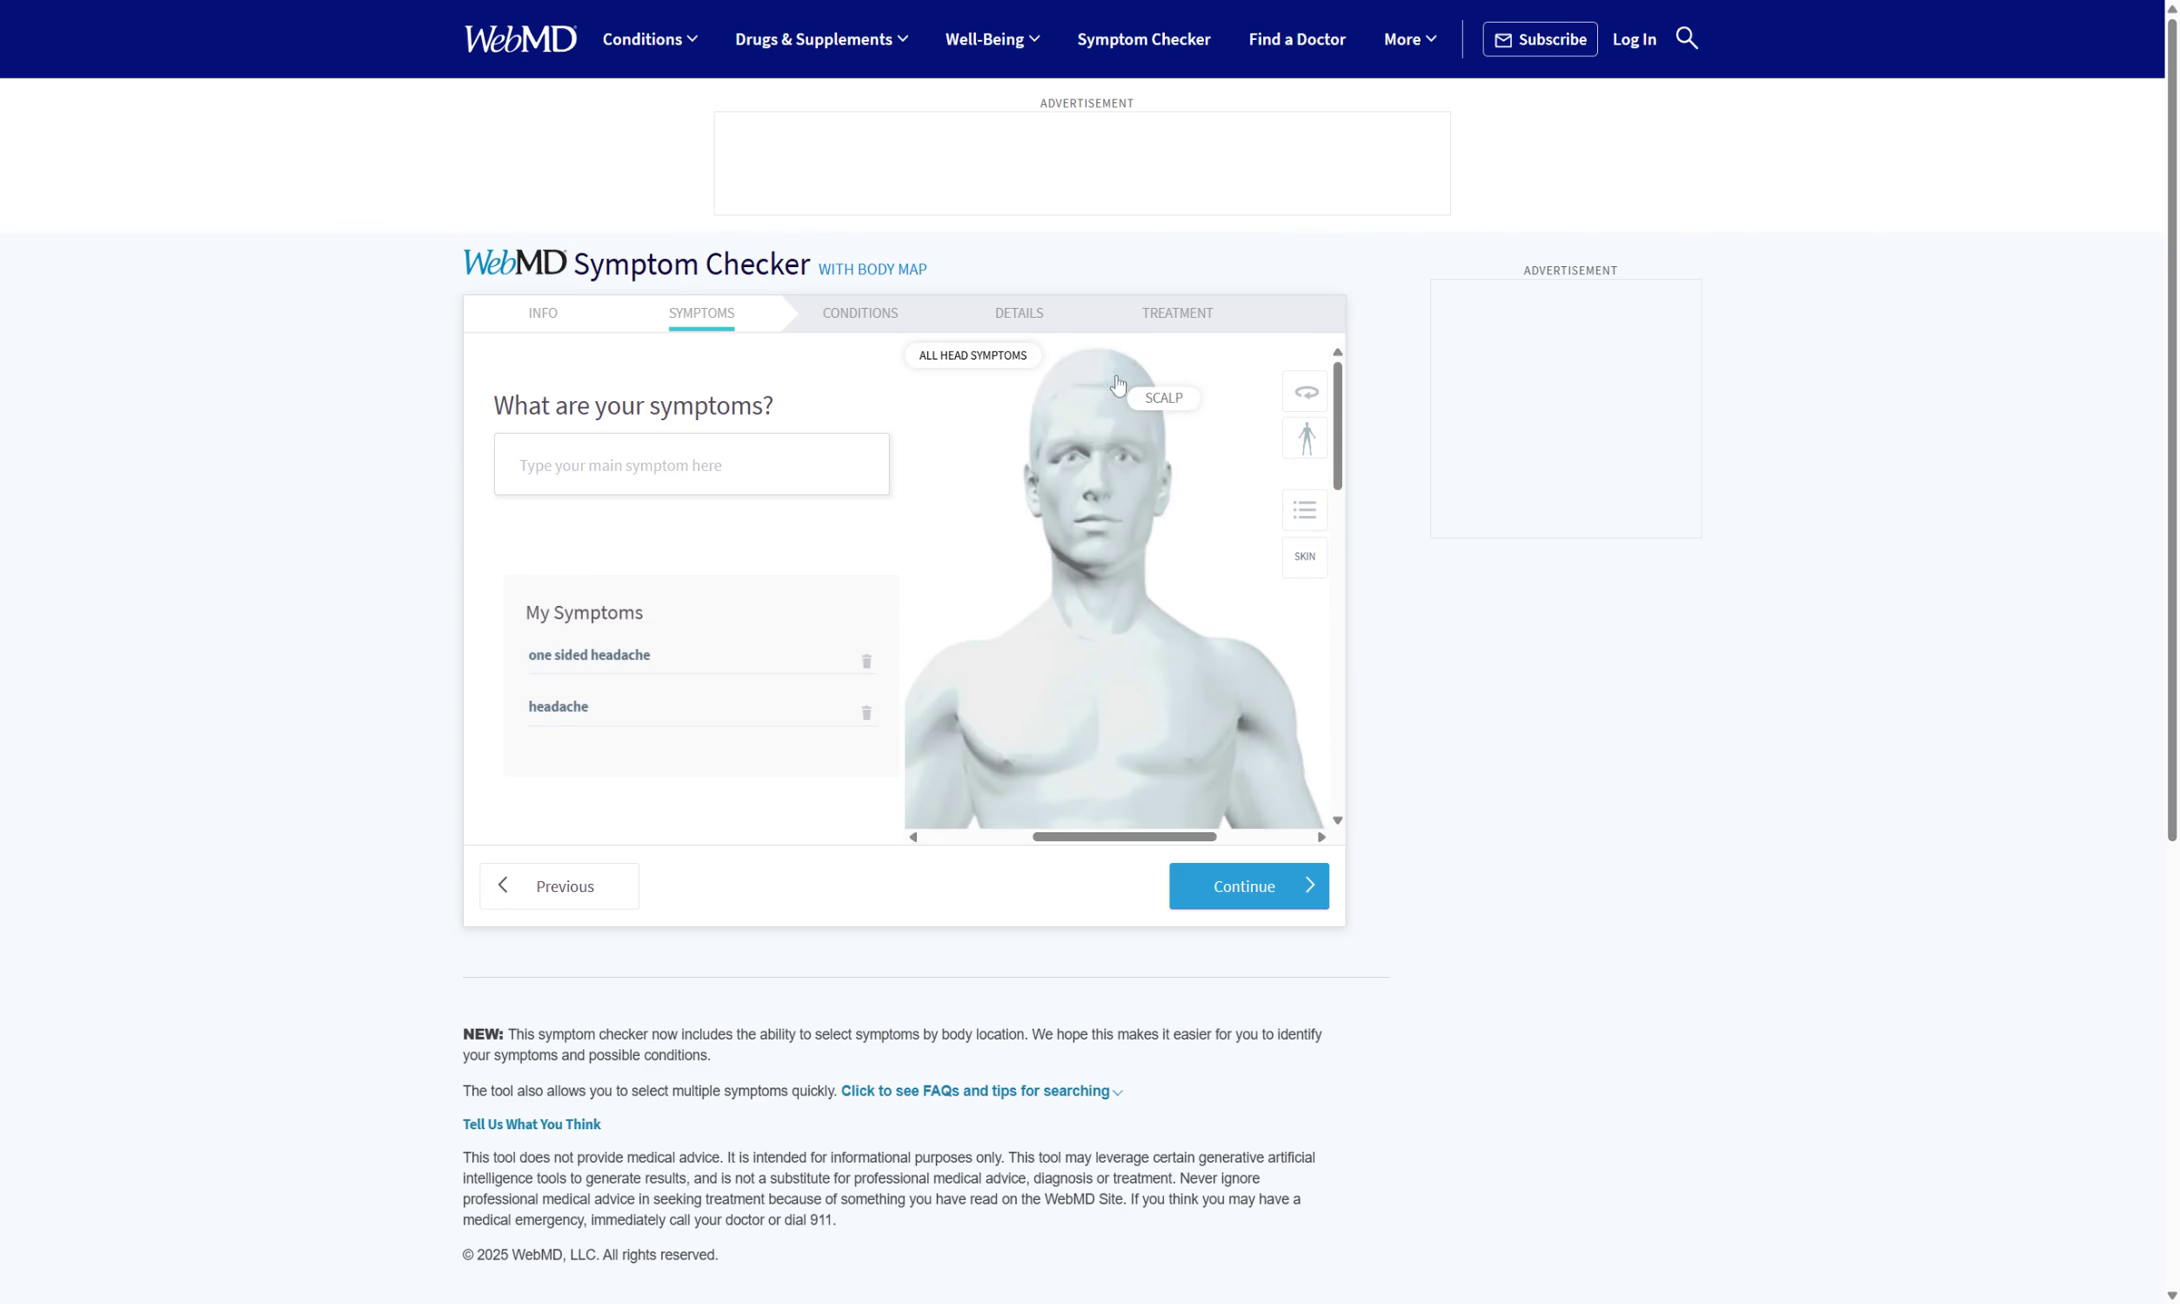 WebMD
Conditions
Drugs & Supplements
Well-Being
Symptom Checker
Find a Doctor
More
Subscribe
Log In
ADVERTISEMENT
WebMD Symptom Checker WITH BODY MAP
ADVERTISEMENT
INFO
SYMPTOMS
CONDITIONS
DETAILS
TREATMENT
ALL HEAD SYMPTOMS
SCALP
What are your symptoms?
Type your main symptom here
SKIN
My Symptoms
one sided headache
headache
Previous
Continue
NEW: This symptom checker now includes the ability to select symptoms by body location. We hope this makes it easier for you to identify
your symptoms and possible conditions.
The tool also allows you to select multiple symptoms quickly. Click to see FAQs and tips for searching
Tell Us What You Think
This tool does not provide medical advice. It is intended for informational purposes only. This tool may leverage certain generative artificial
intelligence tools to generate results, and is not a substitute for professional medical advice, diagnosis or treatment. Never ignore
professional medical advice in seeking treatment because of something you have read on the WebMD Site. If you think you may have a
medical emergency, immediately call your doctor or dial 911.
© 2025 WebMD, LLC. All rights reserved.